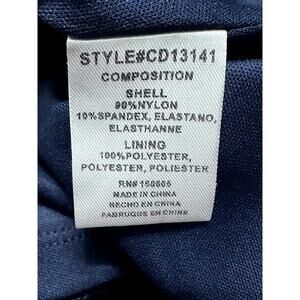 STYLE#CD13141
COMPOSITION
SHELL
90%NYLON
10%SPANDEX, ELASTANO,
ELASTHANNE
LINING
100%POLYESTER,
POLYESTER, POLIESTER
RN#
MADE IN CHINA
HECHO EN CHINA
FABRIQUE EN CHINE